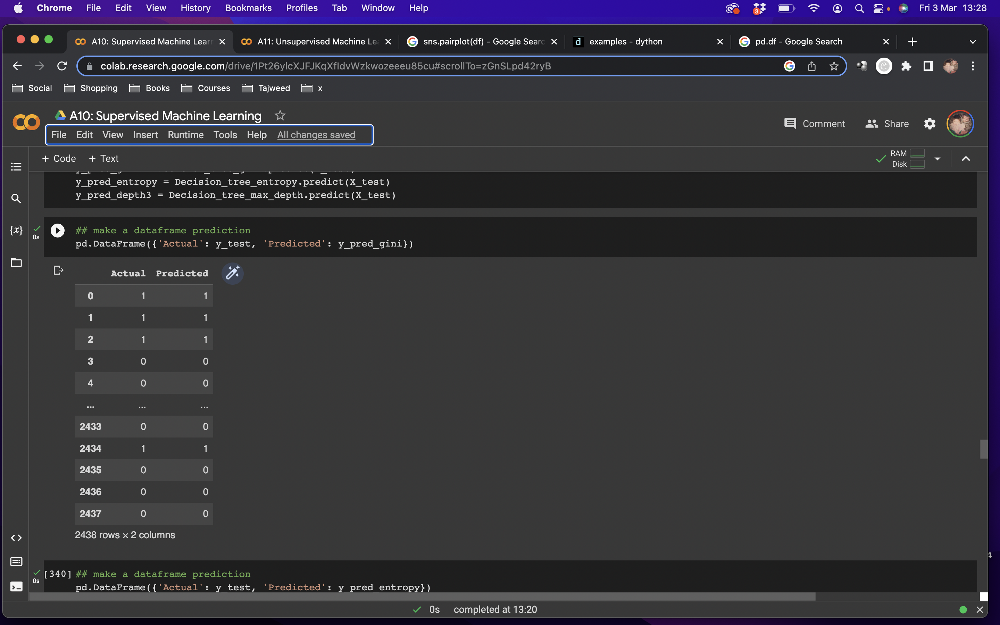 Chrome File Edit View History Bookmarks Profiles Tab Window Help 3 Fri 3 Mar 13:28
A10: Supervised Machine Lear A11: Unsupervised Machine Le sns.pairplot(df) - Google Searc d examples - dython pd.df - Google Search
colab.research.google.com/drive/1Pt26ylcXJFJKqXfIdvWzkwozeeeu85cu#scrollTo=zGnSLpd42ryB
Social Shopping Books Courses Tajweed x
A10: Supervised Machine Learning
File Edit View Insert Runtime Tools Help All changes saved
Comment Share
+ Code + Text
RAM
Disk
y_pred_entropy = Decision_tree_entropy.predict(X_test)
y_pred_depth3 = Decision_tree_max_depth.predict(X_test)
{x}
0s
## make a dataframe prediction
pd.DataFrame({'Actual': y_test, 'Predicted': y_pred_gini})
Actual Predicted
0 1 1
1 1 1
2 1 1
3 0 0
4 0 0
... ... ...
2433 0 0
2434 1 1
2435 0 0
2436 0 0
2437 0 0
2438 rows × 2 columns
4
0s
[340] ## make a dataframe prediction
pd.DataFrame({'Actual': y_test, 'Predicted': y_pred_entropy})
0s completed at 13:20